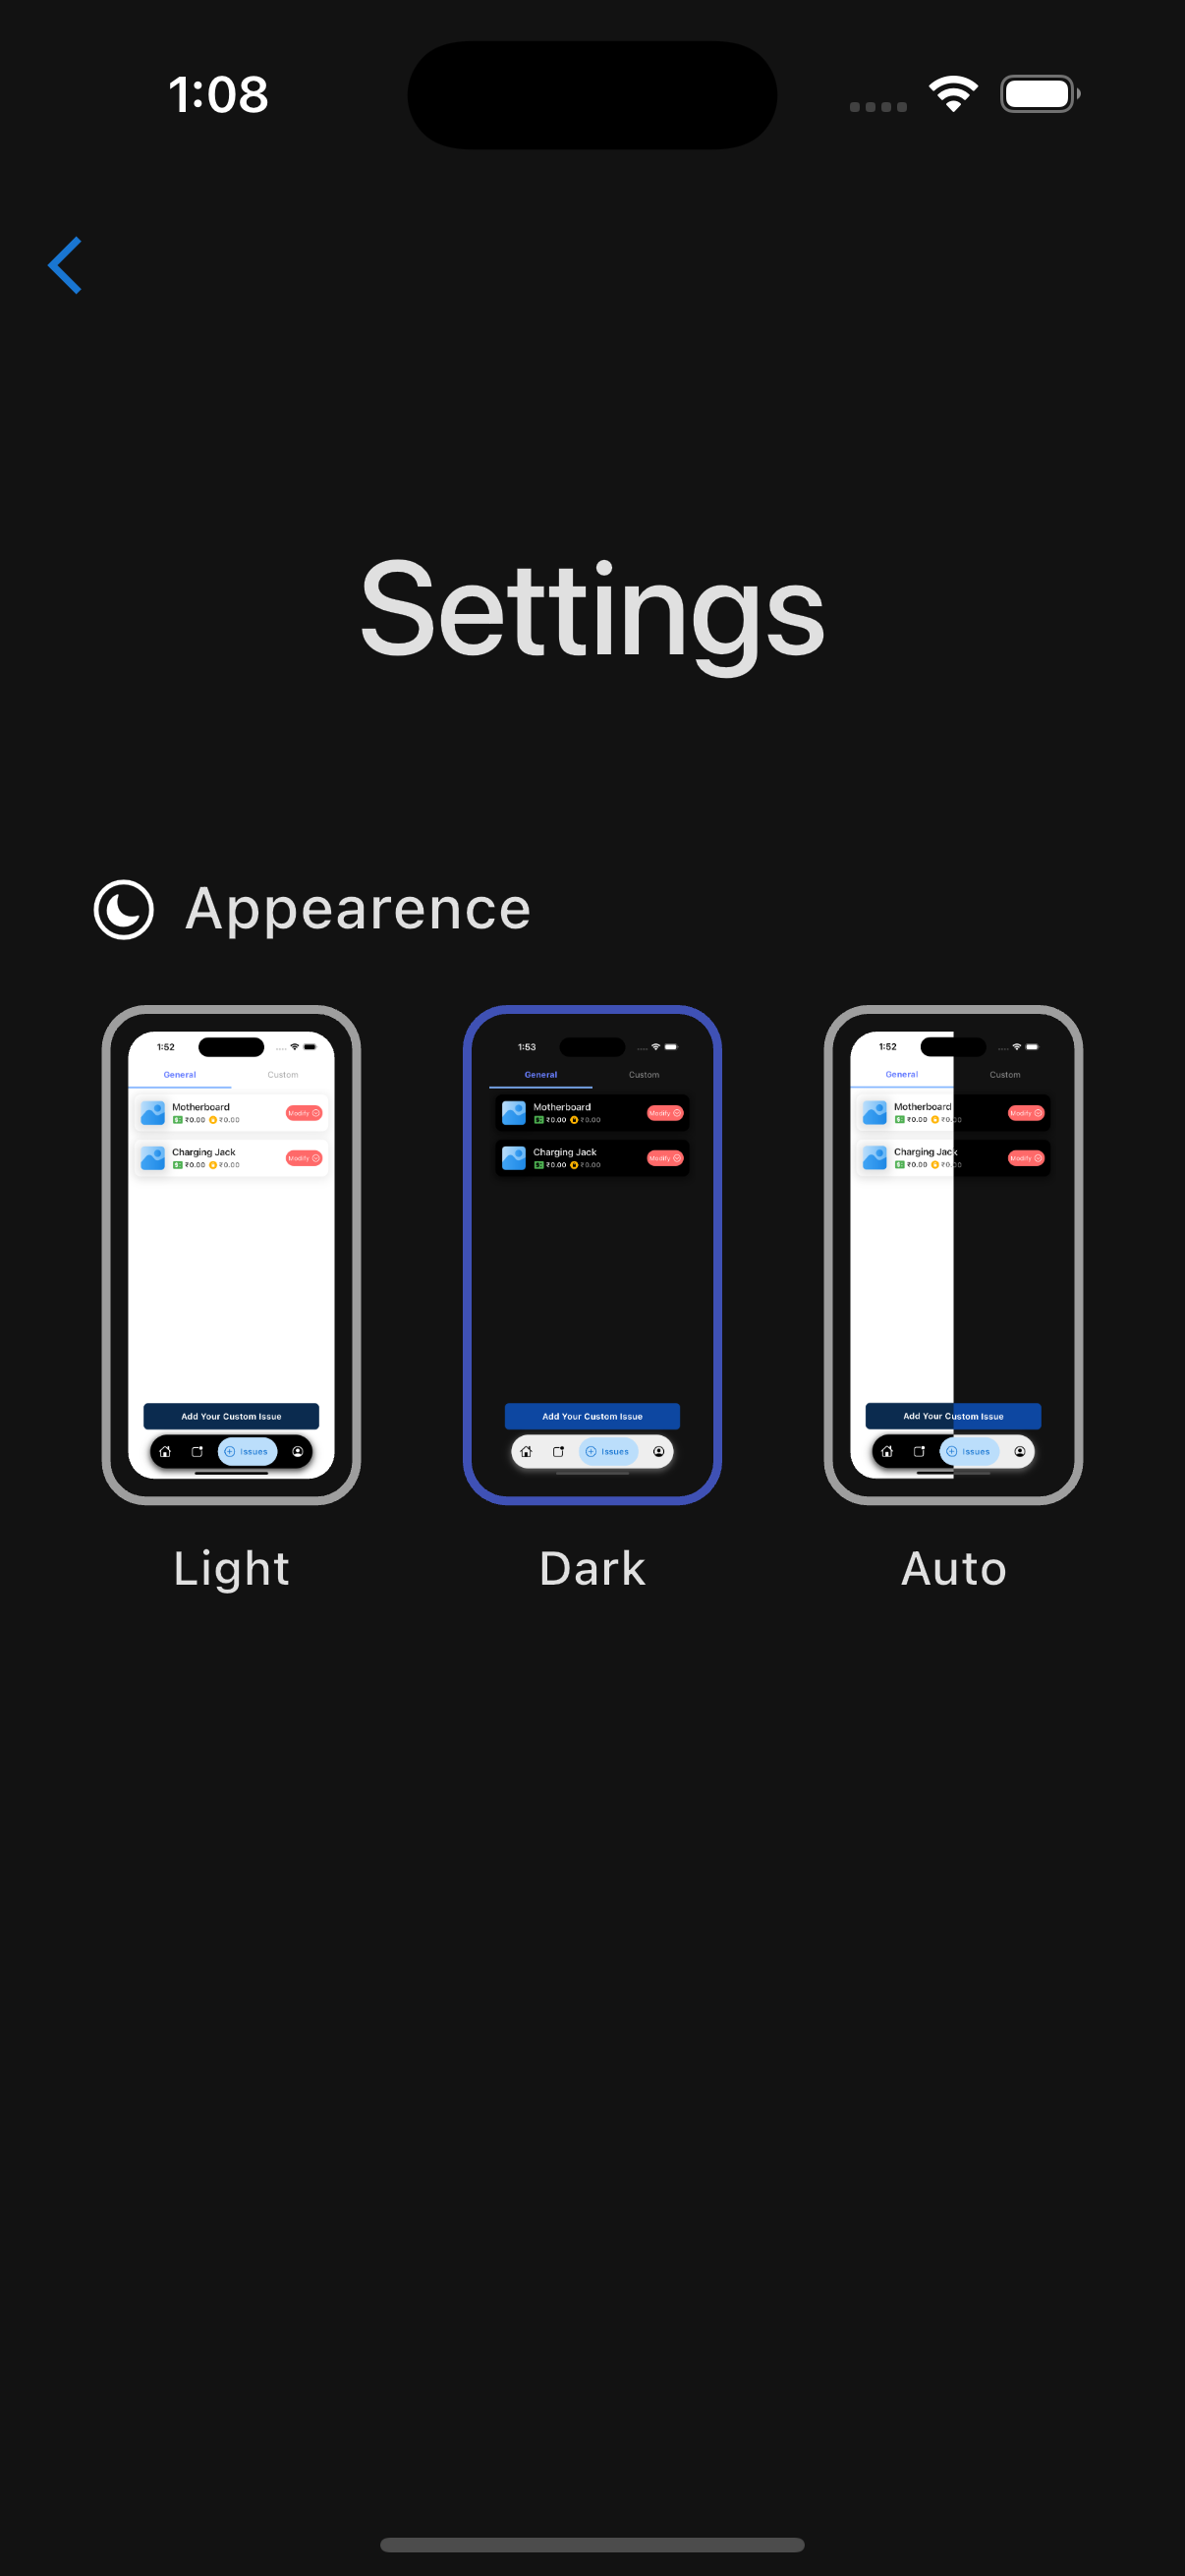 1:08
Settings
Appearence
1:52
General Custom
Motherboard
₹0.00 ₹0.00
Modify
Charging Jack
₹0.00 ₹0.00
Modify
Add Your Custom Issue
Issues
Light
1:53
General Custom
Motherboard
₹0.00 ₹0.00
Modify
Charging Jack
₹0.00 ₹0.00
Modify
Add Your Custom Issue
Issues
Dark
1:52
General Custom
Motherboard
₹0.00 ₹0.00
Modify
Charging Jack
₹0.00 ₹0.00
Modify
Add Your Custom Issue
Issues
Auto